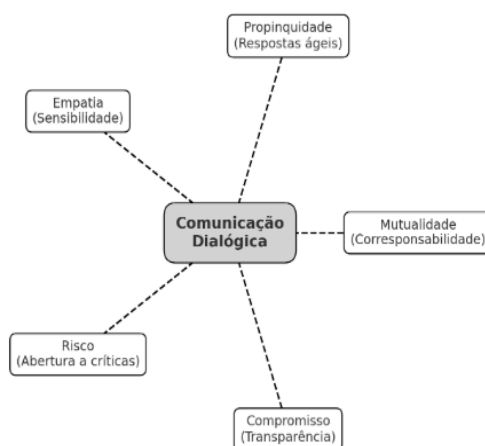 Propinquidade
(Respostas ágeis)
Empatia
(Sensibilidade)
Comunicação
Dialógica
Mutualidade
(Corresponsabilidade)
Risco
(Abertura a críticas)
Compromisso
(Transparência)